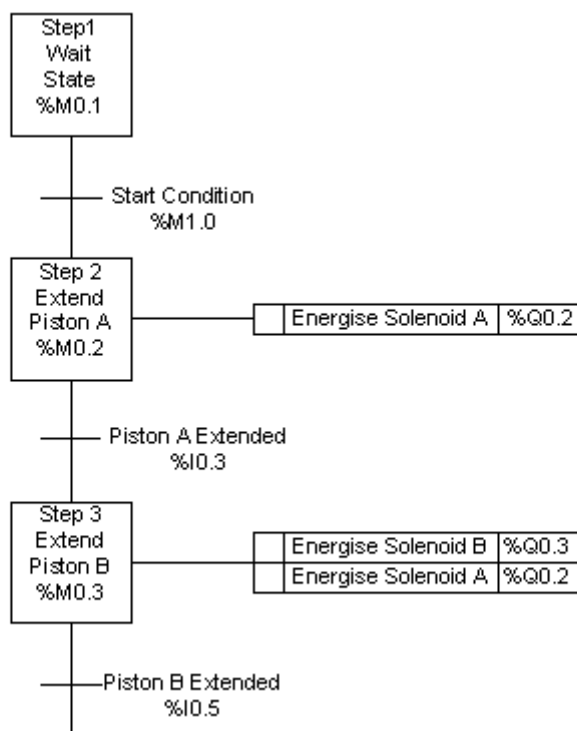 Step1
Wait
State
%M0.1
Start Condition
%M1.0
Step 2
Extend
Piston A
%M0.2
Energise Solenoid A %Q0.2
Piston A Extended
%I0.3
Step 3
Extend
Piston B
%M0.3
Energise Solenoid B %Q0.3
Energise Solenoid A %Q0.2
Piston B Extended
%I0.5